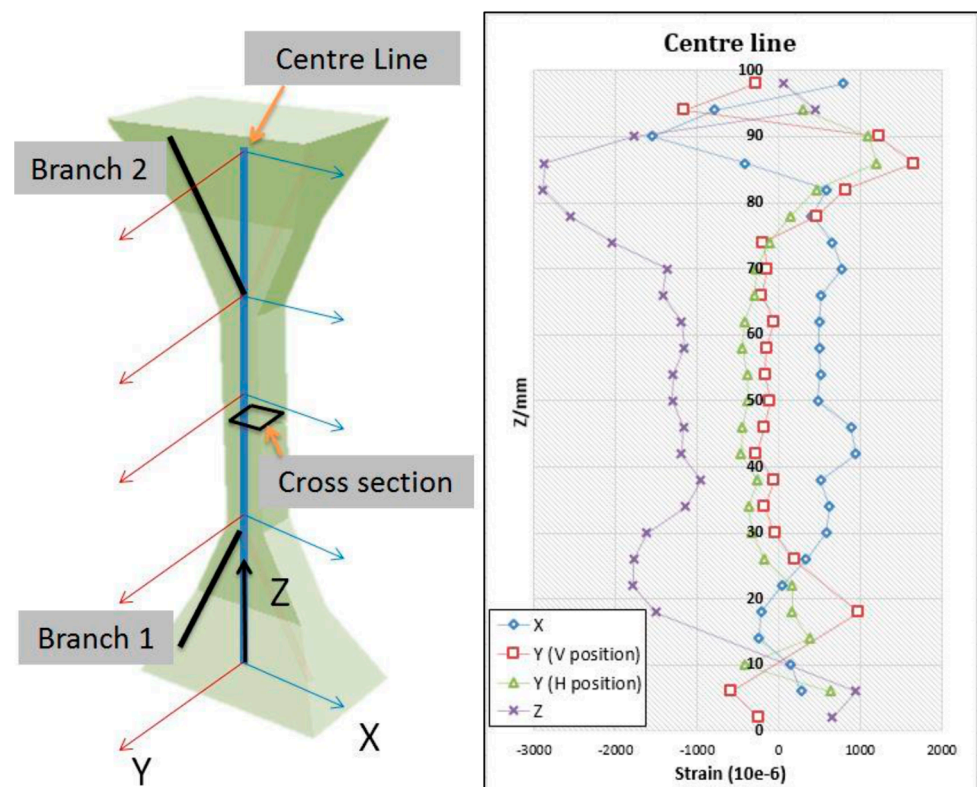 Centre Line
Branch 2
Cross section
Z
Branch 1
X
Y
Centre line
100
90
80
70
60
50
40
30
20
10
0
Z/mm
X
Y (V position)
Y (H position)
Z
-3000 -2000 -1000 0 1000 2000
Strain (10e-6)